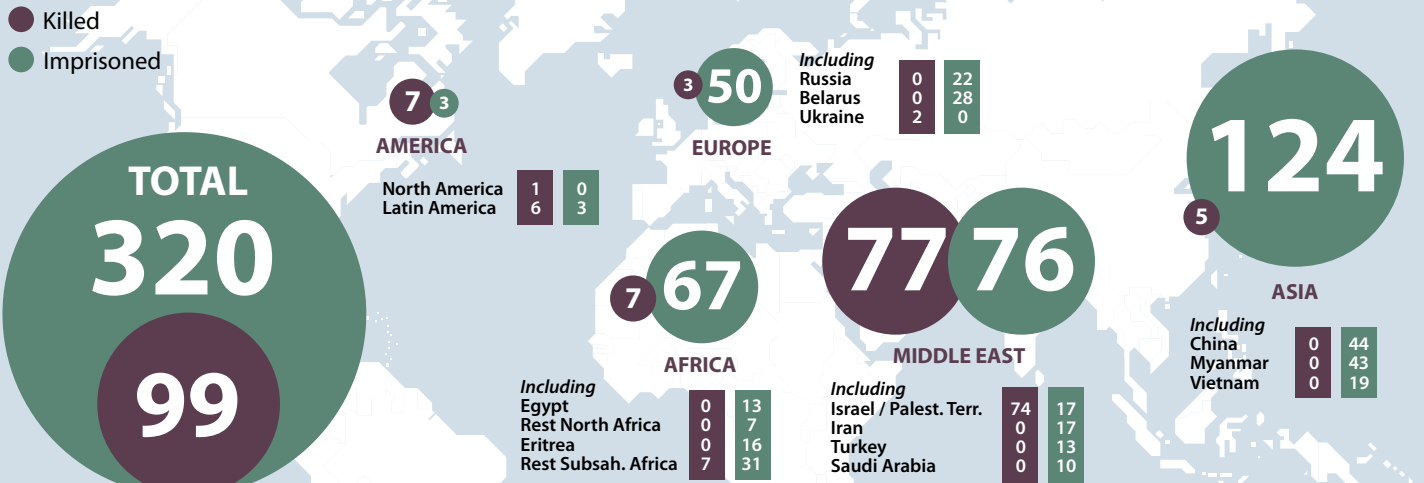 Killed
Imprisoned
TOTAL
320
99
7 3
AMERICA
North America 1 0
Latin America 6 3
3 50
EUROPE
Including
Russia 0 22
Belarus 0 28
Ukraine 2 0
7 67
AFRICA
Including
Egypt 0 13
Rest North Africa 0 7
Eritrea 0 16
Rest Subsah. Africa 7 31
77 76
MIDDLE EAST
Including
Israel / Palest. Terr. 74 17
Iran 0 17
Turkey 0 13
Saudi Arabia 0 10
124
5
ASIA
Including
China 0 44
Myanmar 0 43
Vietnam 0 19